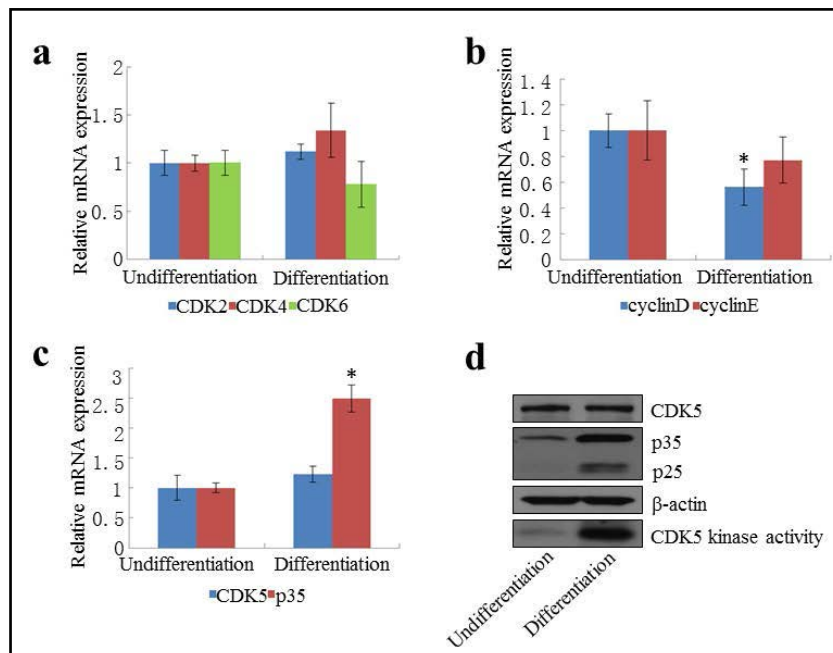 a
Relative mRNA expression
2
1.5
1
0.5
0
Undifferentiation Differentiation
CDK2 CDK4 CDK6
b
Relative mRNA expression
1.4
1.2
1
0.8
0.6
0.4
0.2
0
*
Undifferentiation Differentiation
cyclinD cyclinE
c
Relative mRNA expression
3
2.5
2
1.5
1
0.5
0
*
Undifferentiation Differentiation
CDK5 p35
d
CDK5
p35
p25
β-actin
CDK5 kinase activity
Undifferentiation
Differentiation